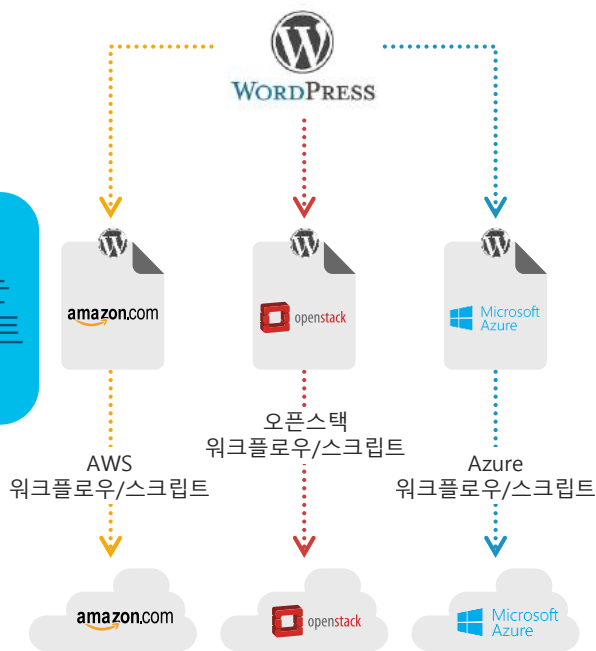 WORDPRESS
amazon.com
openstack
Microsoft
Azure
오픈스택
워크플로우/스크립트
AWS
워크플로우/스크립트
Azure
워크플로우/스크립트
amazon.com
openstack
Microsoft
Azure